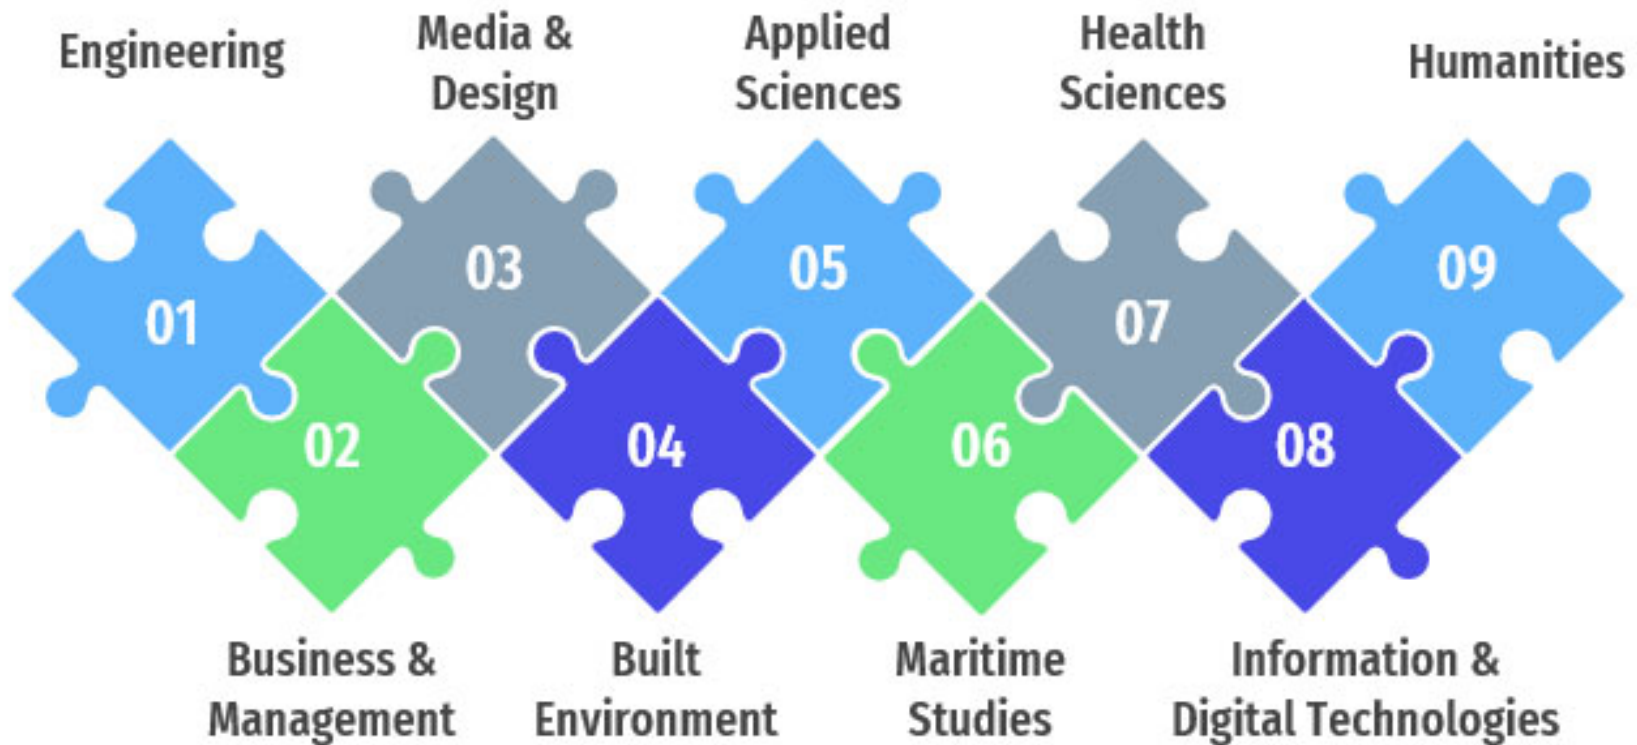 Engineering
01
Business &
Management
02
Media &
Design
03
Built
Environment
04
Applied
Sciences
05
Maritime
Studies
06
Health
Sciences
07
Information &
Digital Technologies
08
Humanities
09